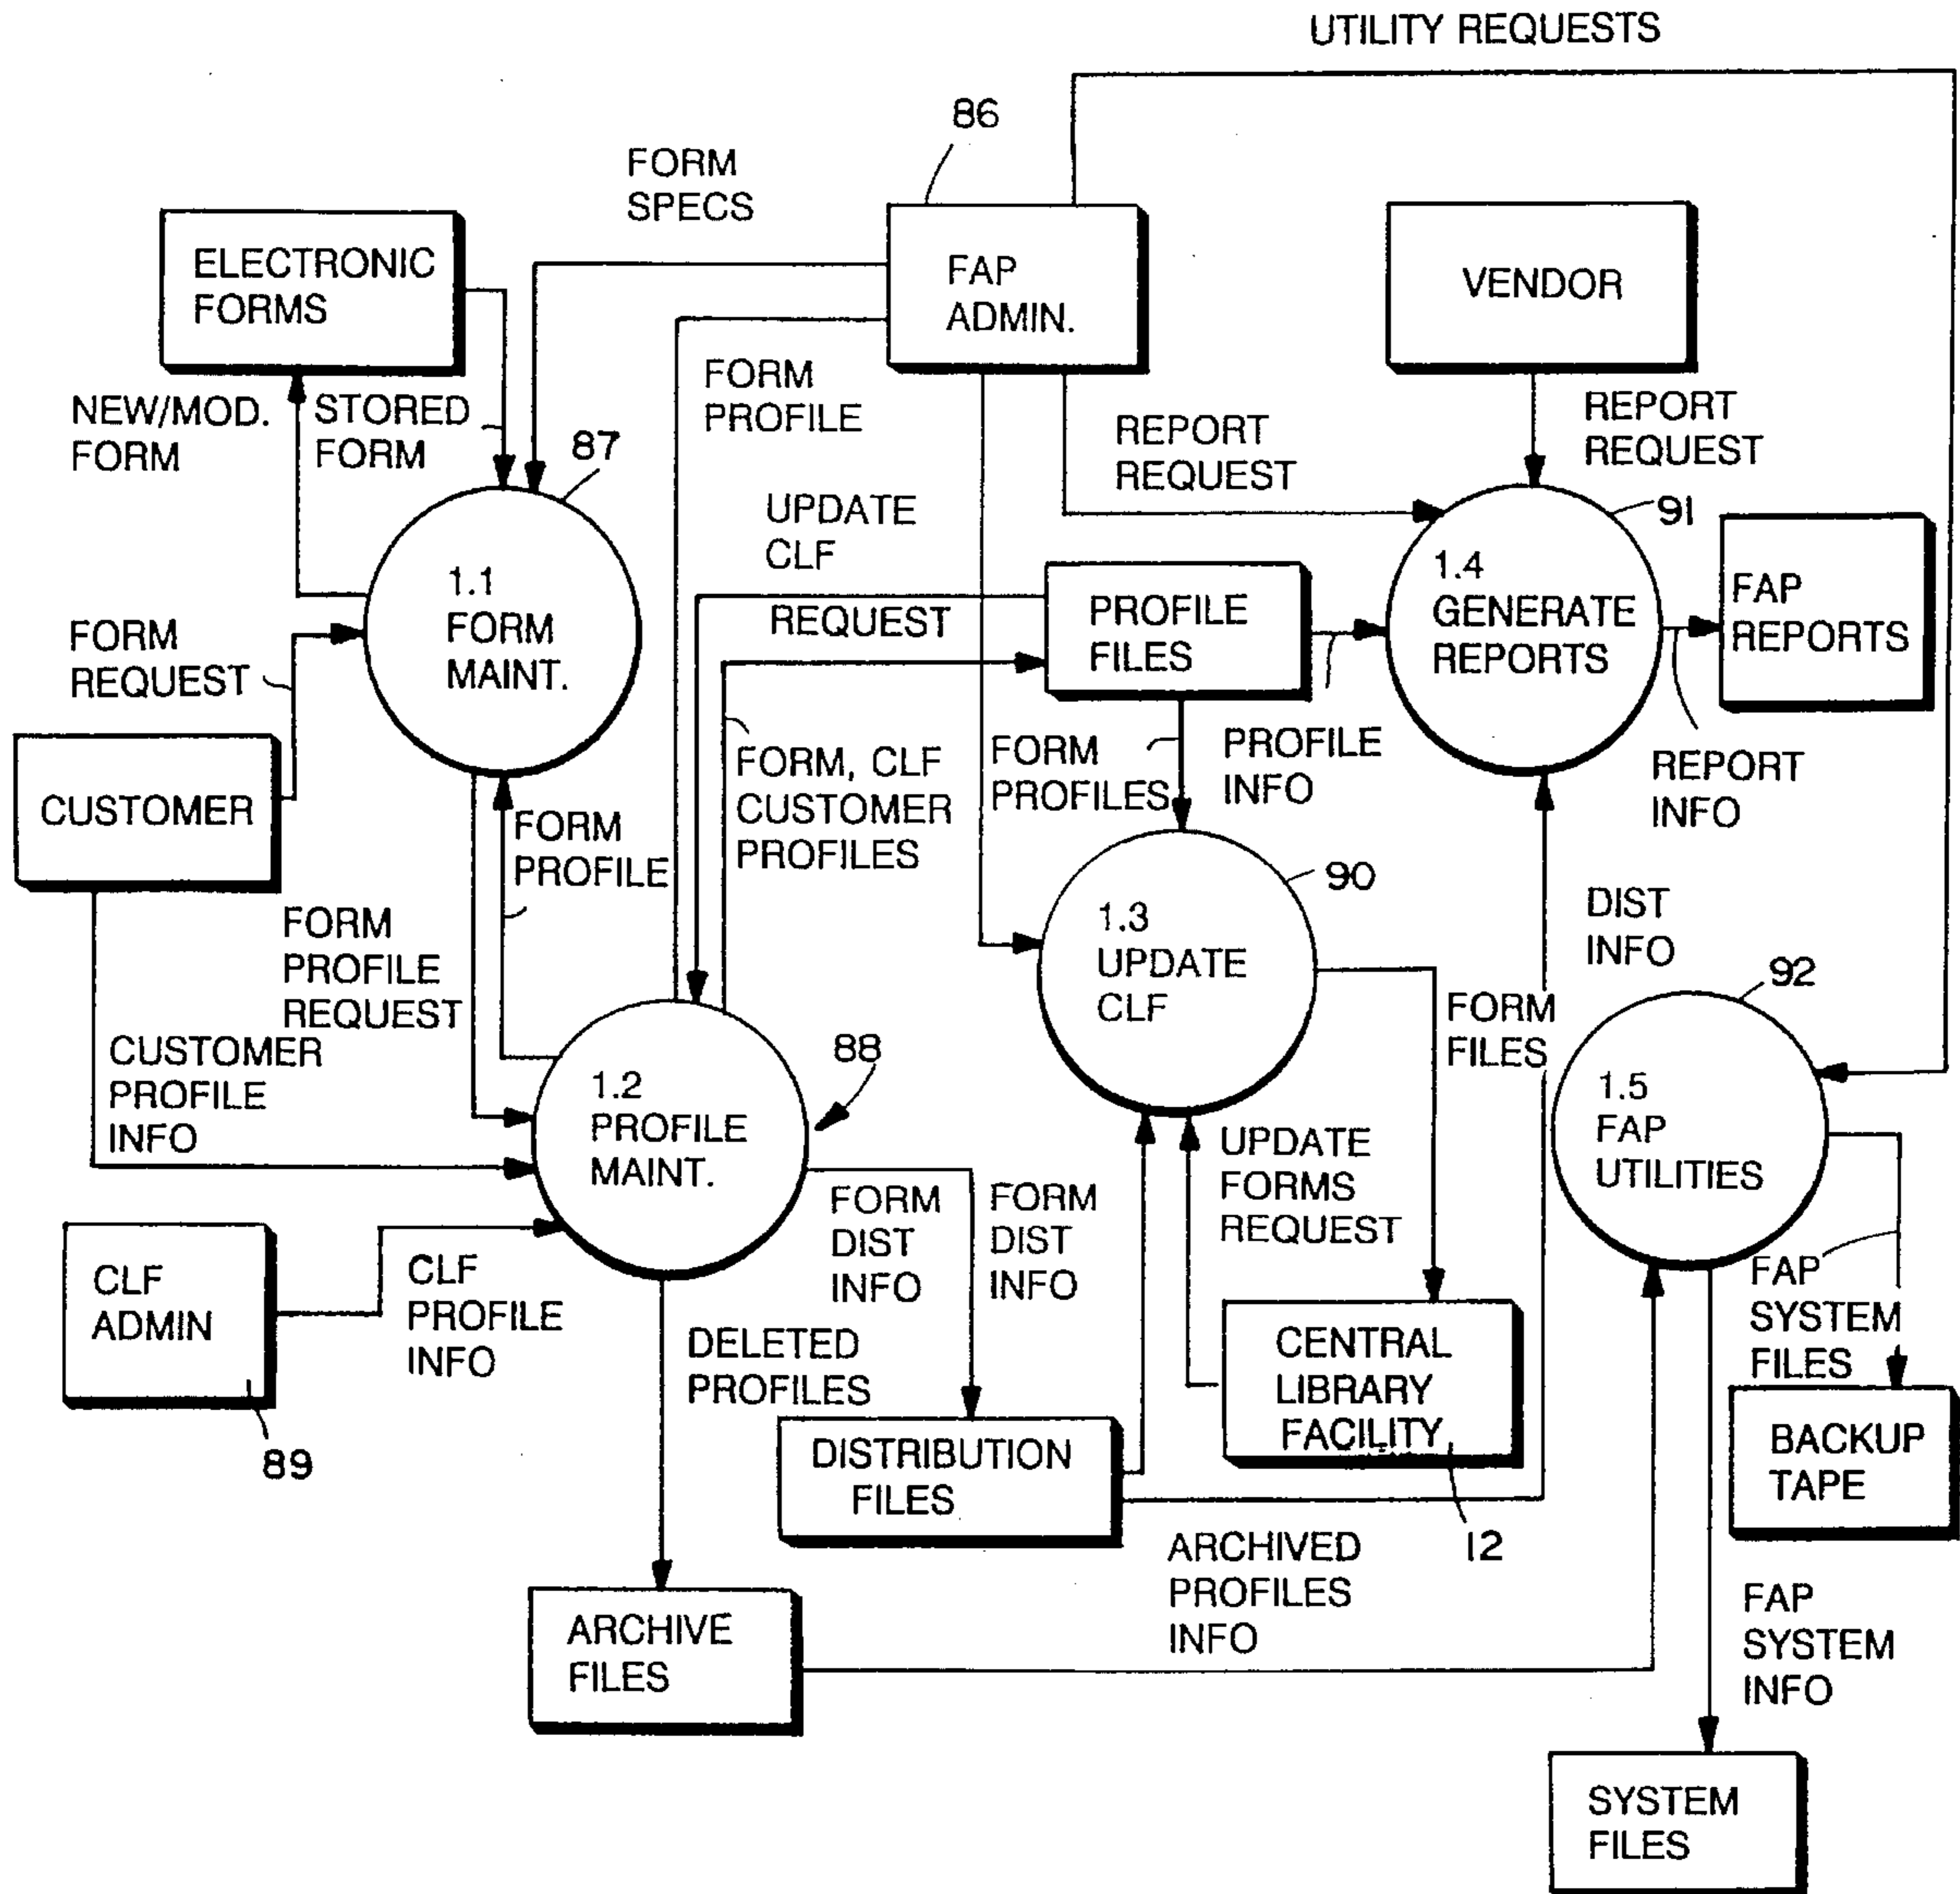 UTILITY REQUESTS
86
FORM
SPECS
ELECTRONIC
FORMS
FAP
ADMIN.
VENDOR
NEW/MOD.
FORM
STORED
FORM
87
FORM
PROFILE
REPORT
REQUEST
REPORT
REQUEST
UPDATE
CLF
REQUEST
91
1.1
FORM
MAINT.
PROFILE
FILES
1.4
GENERATE
REPORTS
FAP
REPORTS
FORM
REQUEST
CUSTOMER
FORM
PROFILE
FORM, CLF
CUSTOMER
PROFILES
FORM
PROFILES
PROFILE
INFO
REPORT
INFO
90
FORM
PROFILE
REQUEST
1.3
UPDATE
CLF
DIST
INFO
92
CUSTOMER
PROFILE
INFO
88
FORM
FILES
1.2
PROFILE
MAINT.
1.5
FAP
UTILITIES
UPDATE
FORMS
REQUEST
FORM
DIST
INFO
FORM
DIST
INFO
CLF
ADMIN
CLF
PROFILE
INFO
89
DELETED
PROFILES
CENTRAL
LIBRARY
FACILITY
12
FAP
SYSTEM
FILES
DISTRIBUTION
FILES
BACKUP
TAPE
ARCHIVED
PROFILES
INFO
ARCHIVE
FILES
FAP
SYSTEM
INFO
SYSTEM
FILES